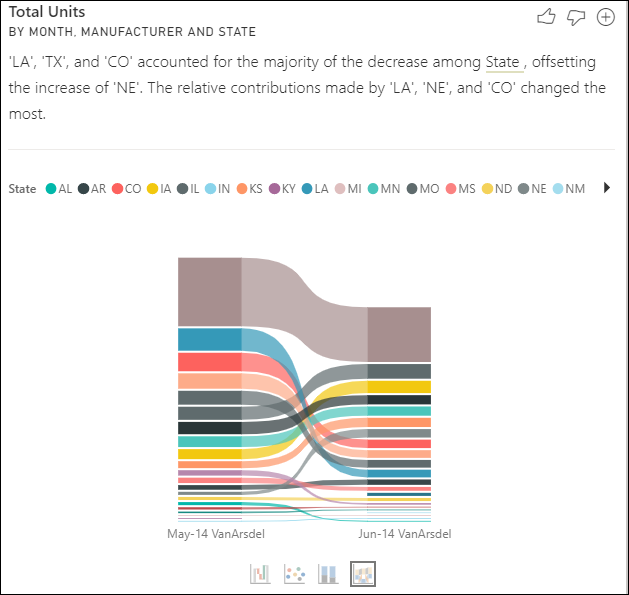 Total Units
BY MONTH, MANUFACTURER AND STATE
'LA', 'TX', and 'CO' accounted for the majority of the decrease among State , offsetting
the increase of 'NE'. The relative contributions made by 'LA', 'NE', and 'CO' changed the
most.
State AL AR CO IA IL IN KS KY LA MI MN MO MS ND NE NM
May-14 VanArsdel Jun-14 VanArsdel